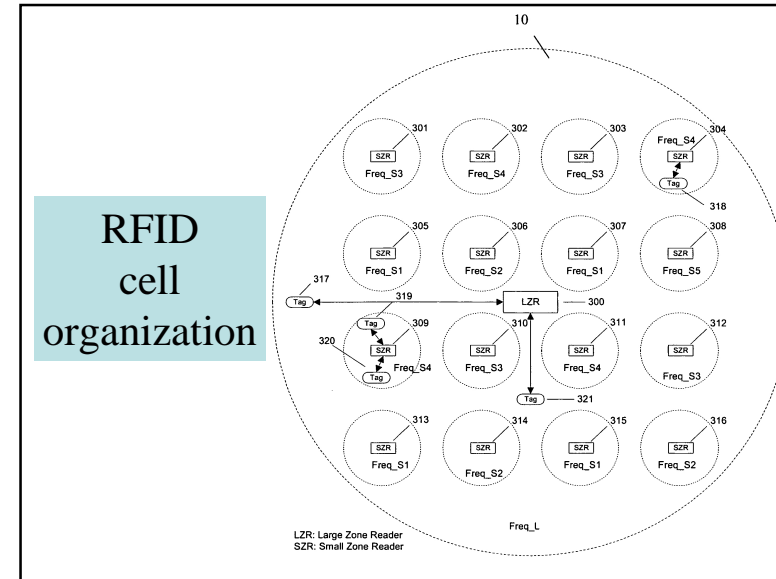 10
RFID
cell
organization
301
302
303
304
SZR
SZR
SZR
Freq_S4
SZR
Freq_S3
Freq_S4
Freq_S3
Tag
318
305
306
307
308
SZR
SZR
SZR
SZR
Freq_S1
Freq_S2
Freq_S1
Freq_S5
317
319
Tag
LZR
300
Tag
309
310
311
312
320
SZR
SZR
SZR
SZR
Freq_S4
Freq_S3
Freq_S4
Freq_S3
Tag
Tag
321
313
314
315
316
SZR
SZR
SZR
SZR
Freq_S1
Freq_S2
Freq_S1
Freq_S2
Freq_L
LZR: Large Zone Reader
SZR: Small Zone Reader